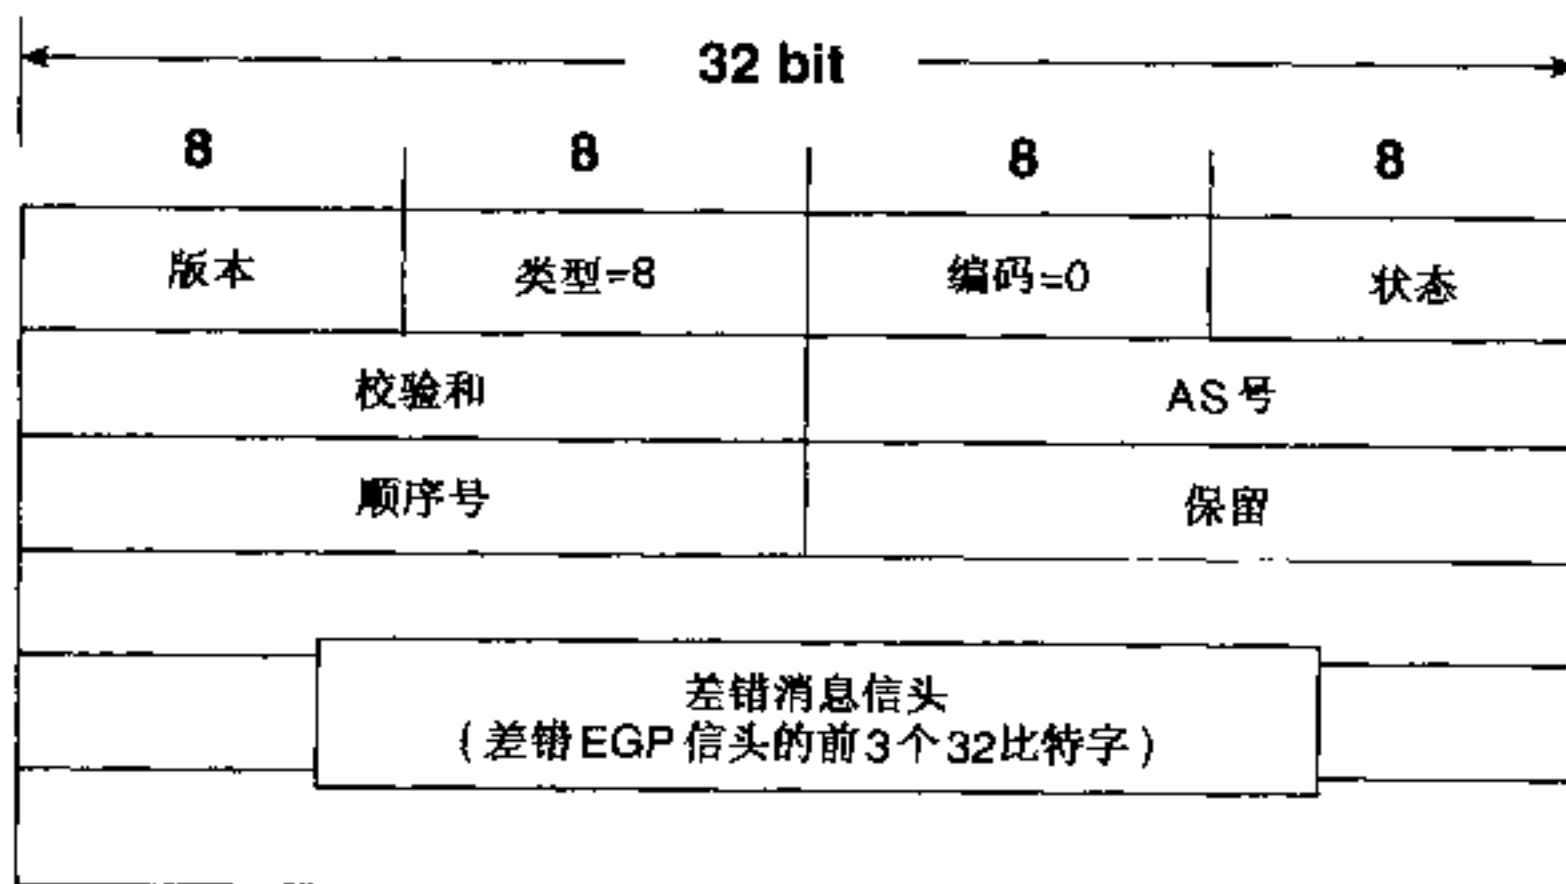 32 bit
8 8 8 8
版本 类型=8 编码=0 状态
校验和 AS号
顺序号 保留
差错消息信头
(差错EGP信头的前3个32比特字)